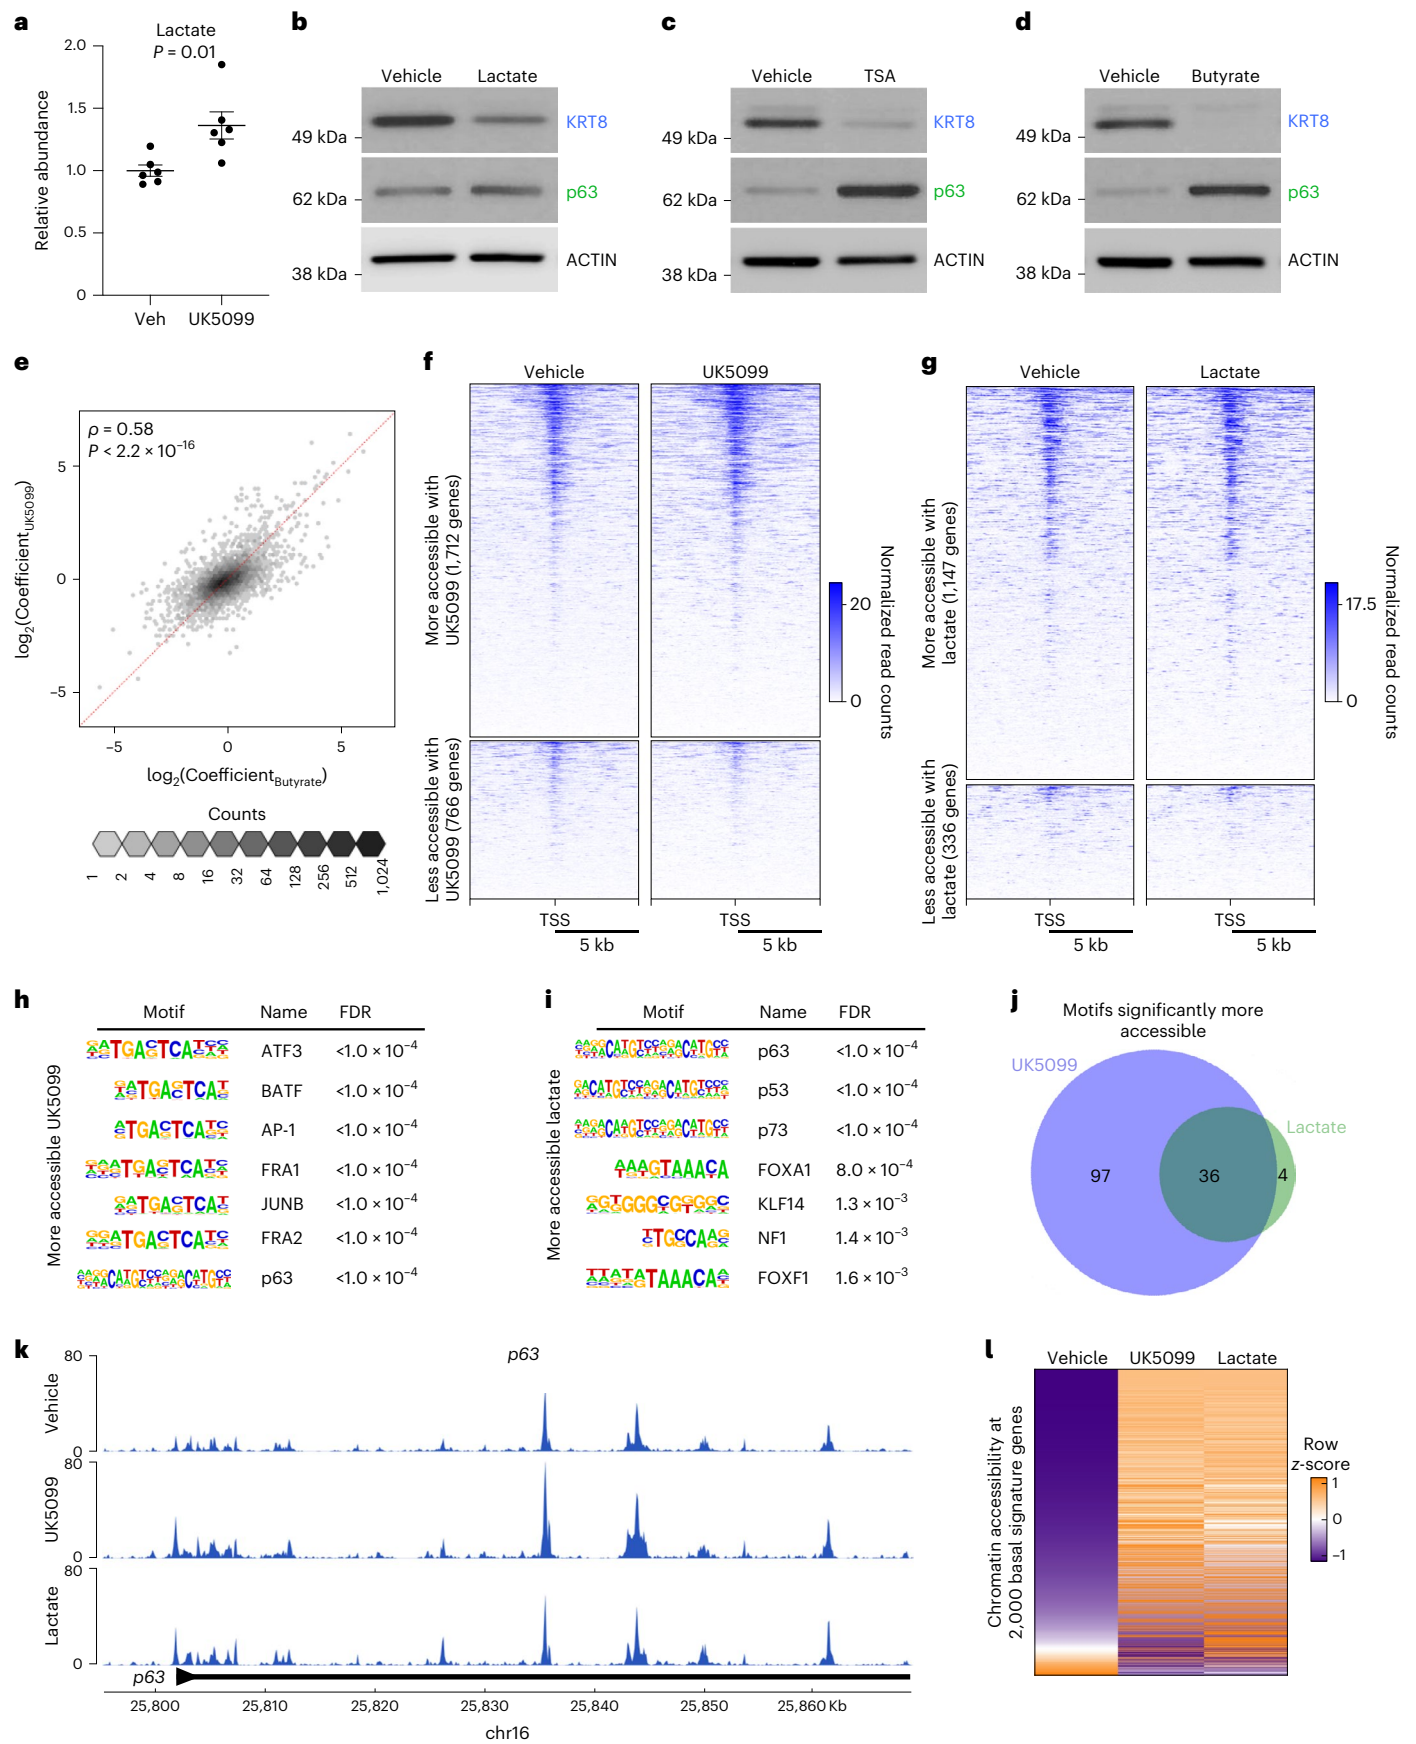 a
Lactate
P = 0.01
2.0
1.5
1.0
0.5
0
Relative abundance
Veh
UK5099
b
Vehicle
Lactate
49 kDa
KRT8
62 kDa
p63
38 kDa
ACTIN
c
Vehicle
TSA
49 kDa
KRT8
62 kDa
p63
38 kDa
ACTIN
d
Vehicle
Butyrate
49 kDa
KRT8
62 kDa
p63
38 kDa
ACTIN
e
ρ = 0.58
P < 2.2 × 10⁻¹⁶
5
0
–5
log₂(Coefficient_UK5099)
–5
0
5
log₂(Coefficient_Butyrate)
Counts
1
2
4
8
16
32
64
128
256
512
1,024
f
Vehicle
UK5099
More accessible with
UK5099 (1,712 genes)
Less accessible with
UK5099 (766 genes)
20
0
Normalized read counts
TSS
TSS
5 kb
5 kb
g
Vehicle
Lactate
More accessible with
lactate (1,147 genes)
Less accessible with
lactate (336 genes)
17.5
0
Normalized read counts
TSS
TSS
5 kb
5 kb
h
Motif Name FDR
More accessible UK5099
ATGACTCATCC ATF3 <1.0 × 10⁻⁴
ATGAGTCAT BATF <1.0 × 10⁻⁴
ATGACTCATC AP-1 <1.0 × 10⁻⁴
ATGAGTCATC FRA1 <1.0 × 10⁻⁴
ATGACTCAT JUNB <1.0 × 10⁻⁴
GGATGACTCATC FRA2 <1.0 × 10⁻⁴
CATGTCCAGACATGCC p63 <1.0 × 10⁻⁴
i
Motif Name FDR
More accessible lactate
CATGTCCAGACATGCC p63 <1.0 × 10⁻⁴
GACATGTCCAGACATGTCCC p53 <1.0 × 10⁻⁴
CAAGTCCAGACATGTC p73 <1.0 × 10⁻⁴
AAAGTAAACA FOXA1 8.0 × 10⁻⁴
GGTGGGCGTGGC KLF14 1.3 × 10⁻³
TTGCCAAG NF1 1.4 × 10⁻³
TTATATAAACA FOXF1 1.6 × 10⁻³
j
Motifs significantly more
accessible
UK5099
Lactate
97
36
4
k
p63
80
0
Vehicle
80
0
UK5099
80
0
Lactate
p63
25,800
25,810
25,820
25,830
25,840
25,850
25,860 Kb
chr16
l
Vehicle
UK5099
Lactate
Chromatin accessibility at
2,000 basal signature genes
Row
z-score
1
0
–1